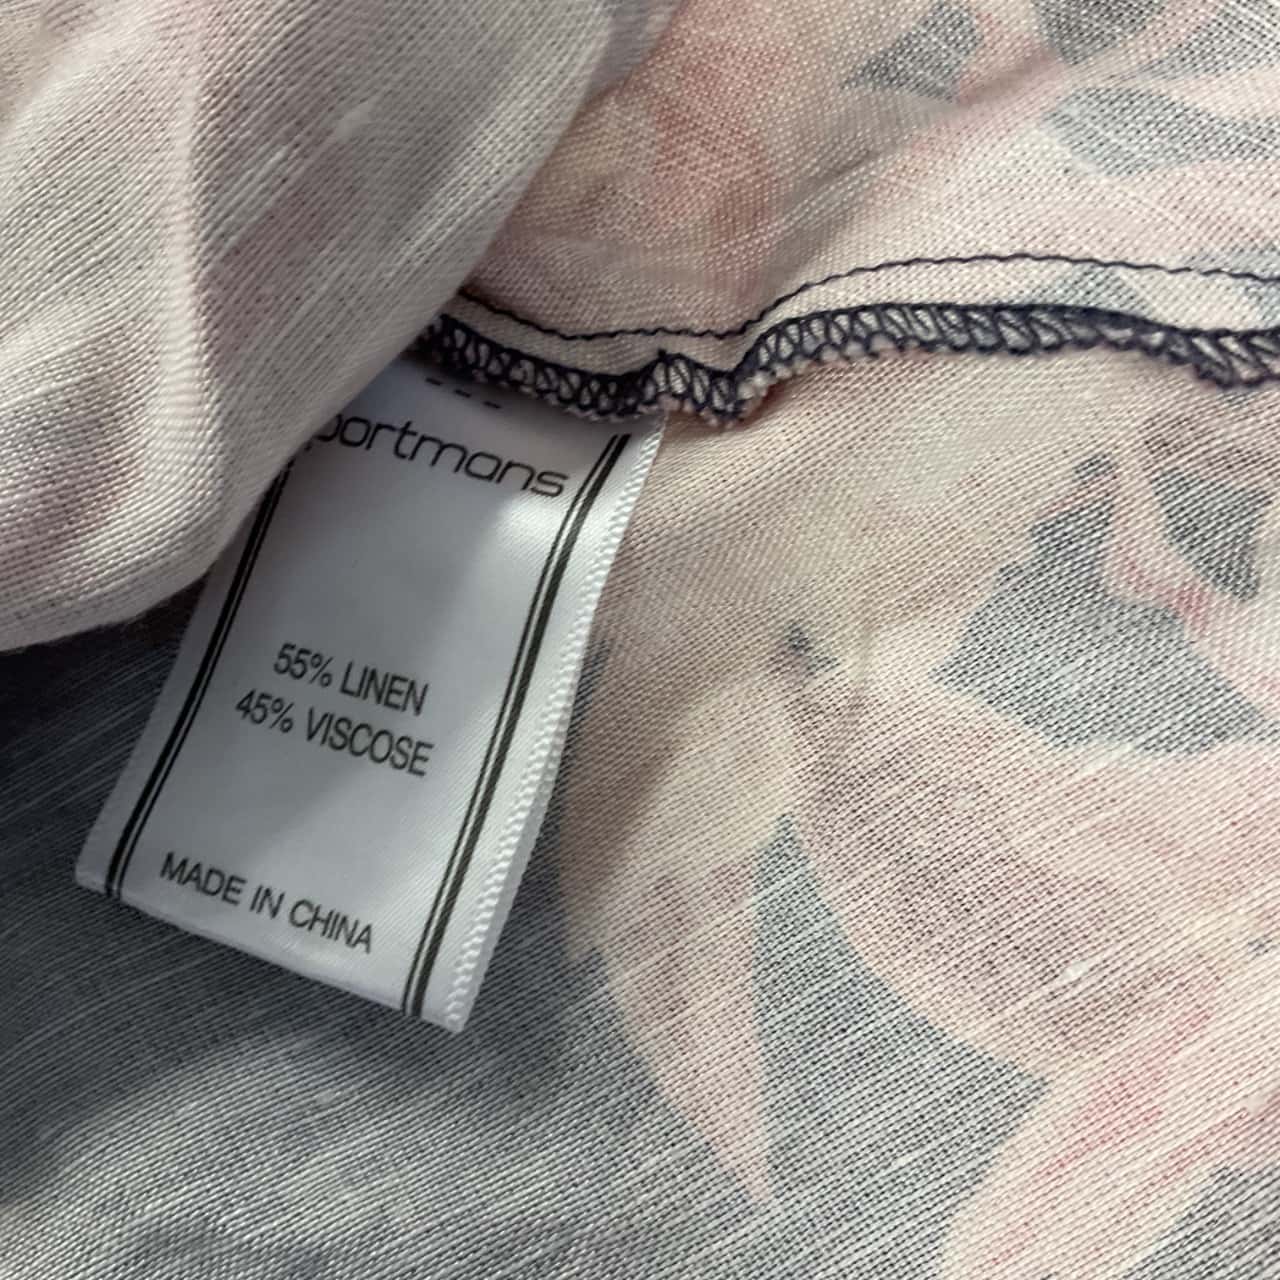 portmans
55% LINEN
45% VISCOSE
MADE IN CHINA